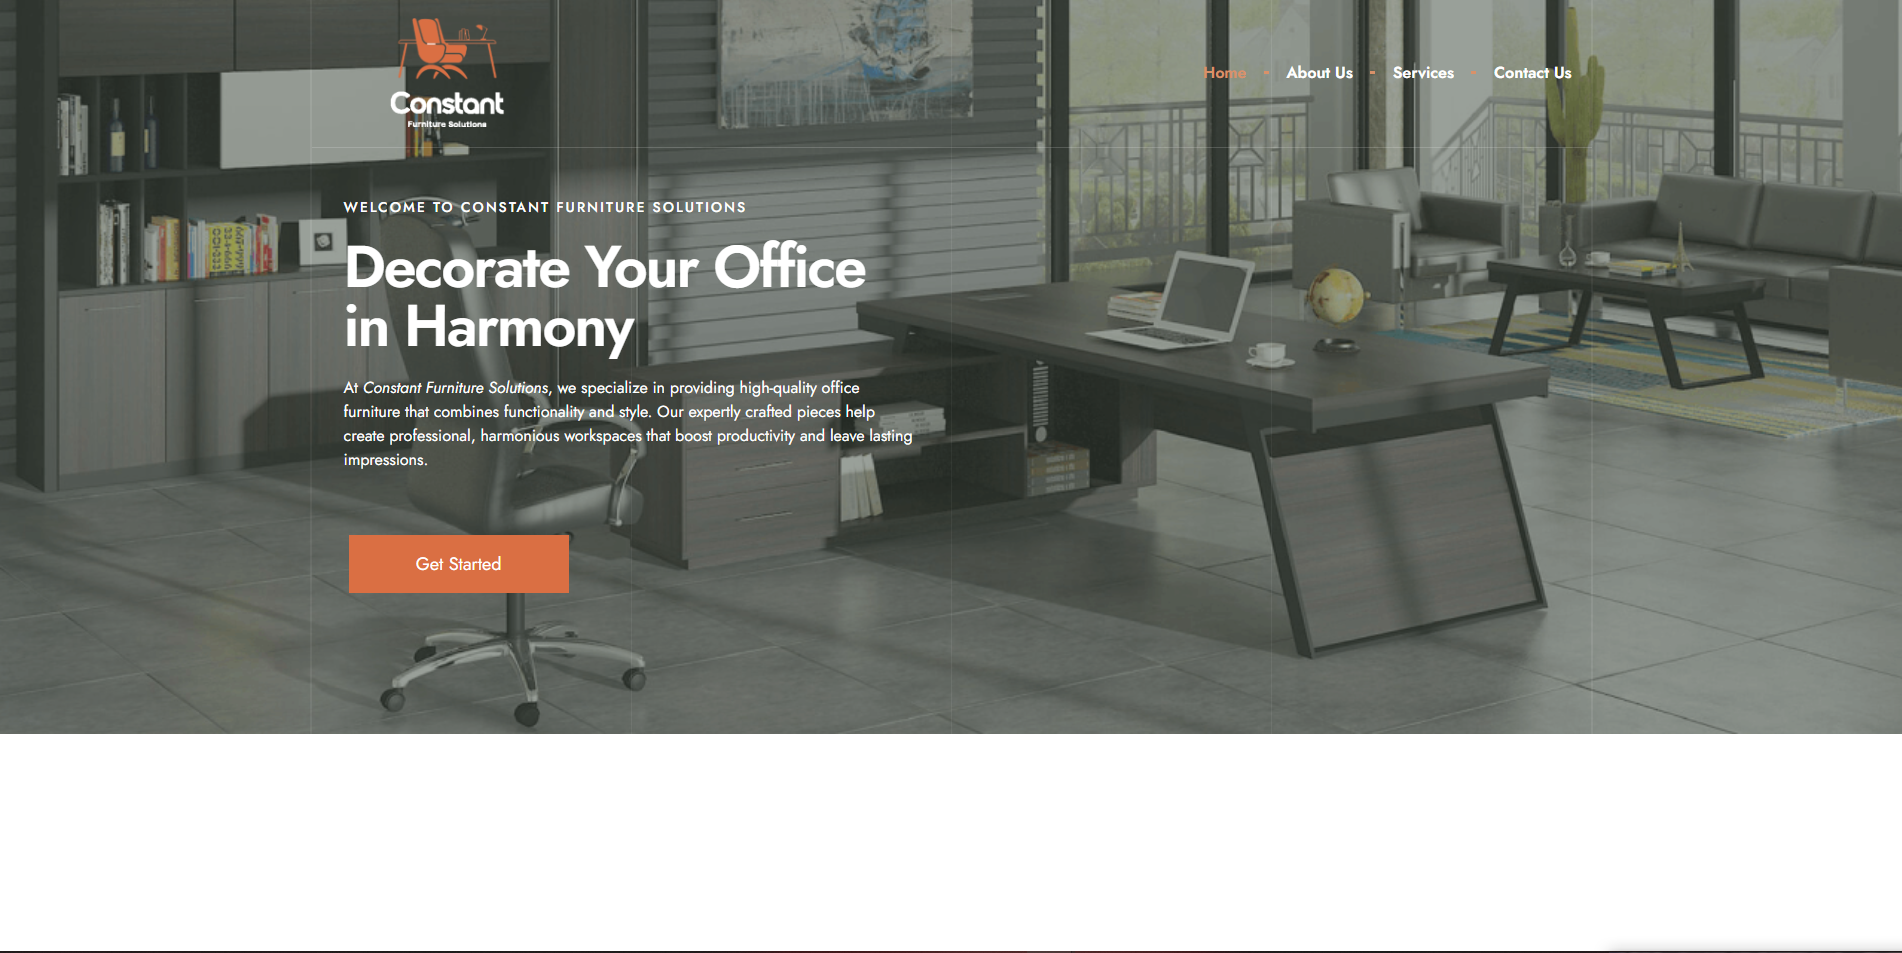 Constant
Furniture Solutions
Home
About Us
Services
Contact Us
WELCOME TO CONSTANT FURNITURE SOLUTIONS
Decorate Your Office
in Harmony
At Constant Furniture Solutions, we specialize in providing high-quality office
furniture that combines functionality and style. Our expertly crafted pieces help
create professional, harmonious workspaces that boost productivity and leave lasting
impressions.
Get Started